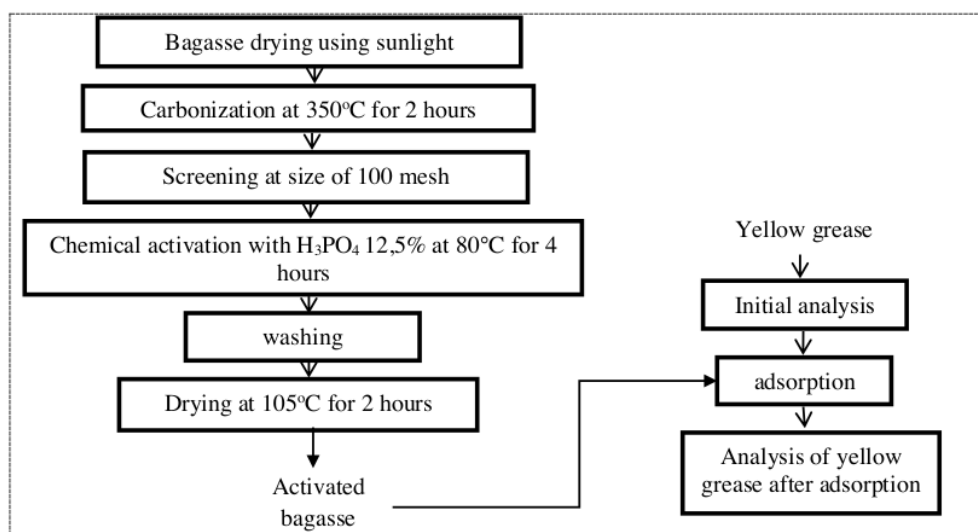 Bagasse drying using sunlight
Carbonization at 350°C for 2 hours
Screening at size of 100 mesh
Chemical activation with H₃PO₄ 12,5% at 80°C for 4
hours
washing
Drying at 105°C for 2 hours
Activated
bagasse
Yellow grease
Initial analysis
adsorption
Analysis of yellow
grease after adsorption